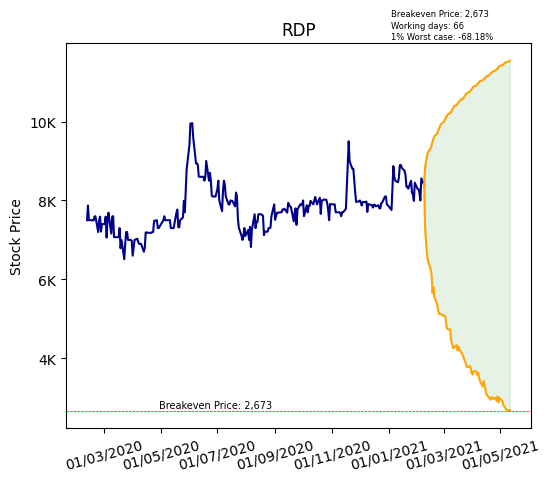 Breakeven Price: 2,673
Working days: 66
1% Worst case: -68.18%
RDP
Stock Price
10K
8K
6K
4K
Breakeven Price: 2,673
01/03/2020
01/05/2020
01/07/2020
01/09/2020
01/11/2020
01/01/2021
01/03/2021
01/05/2021